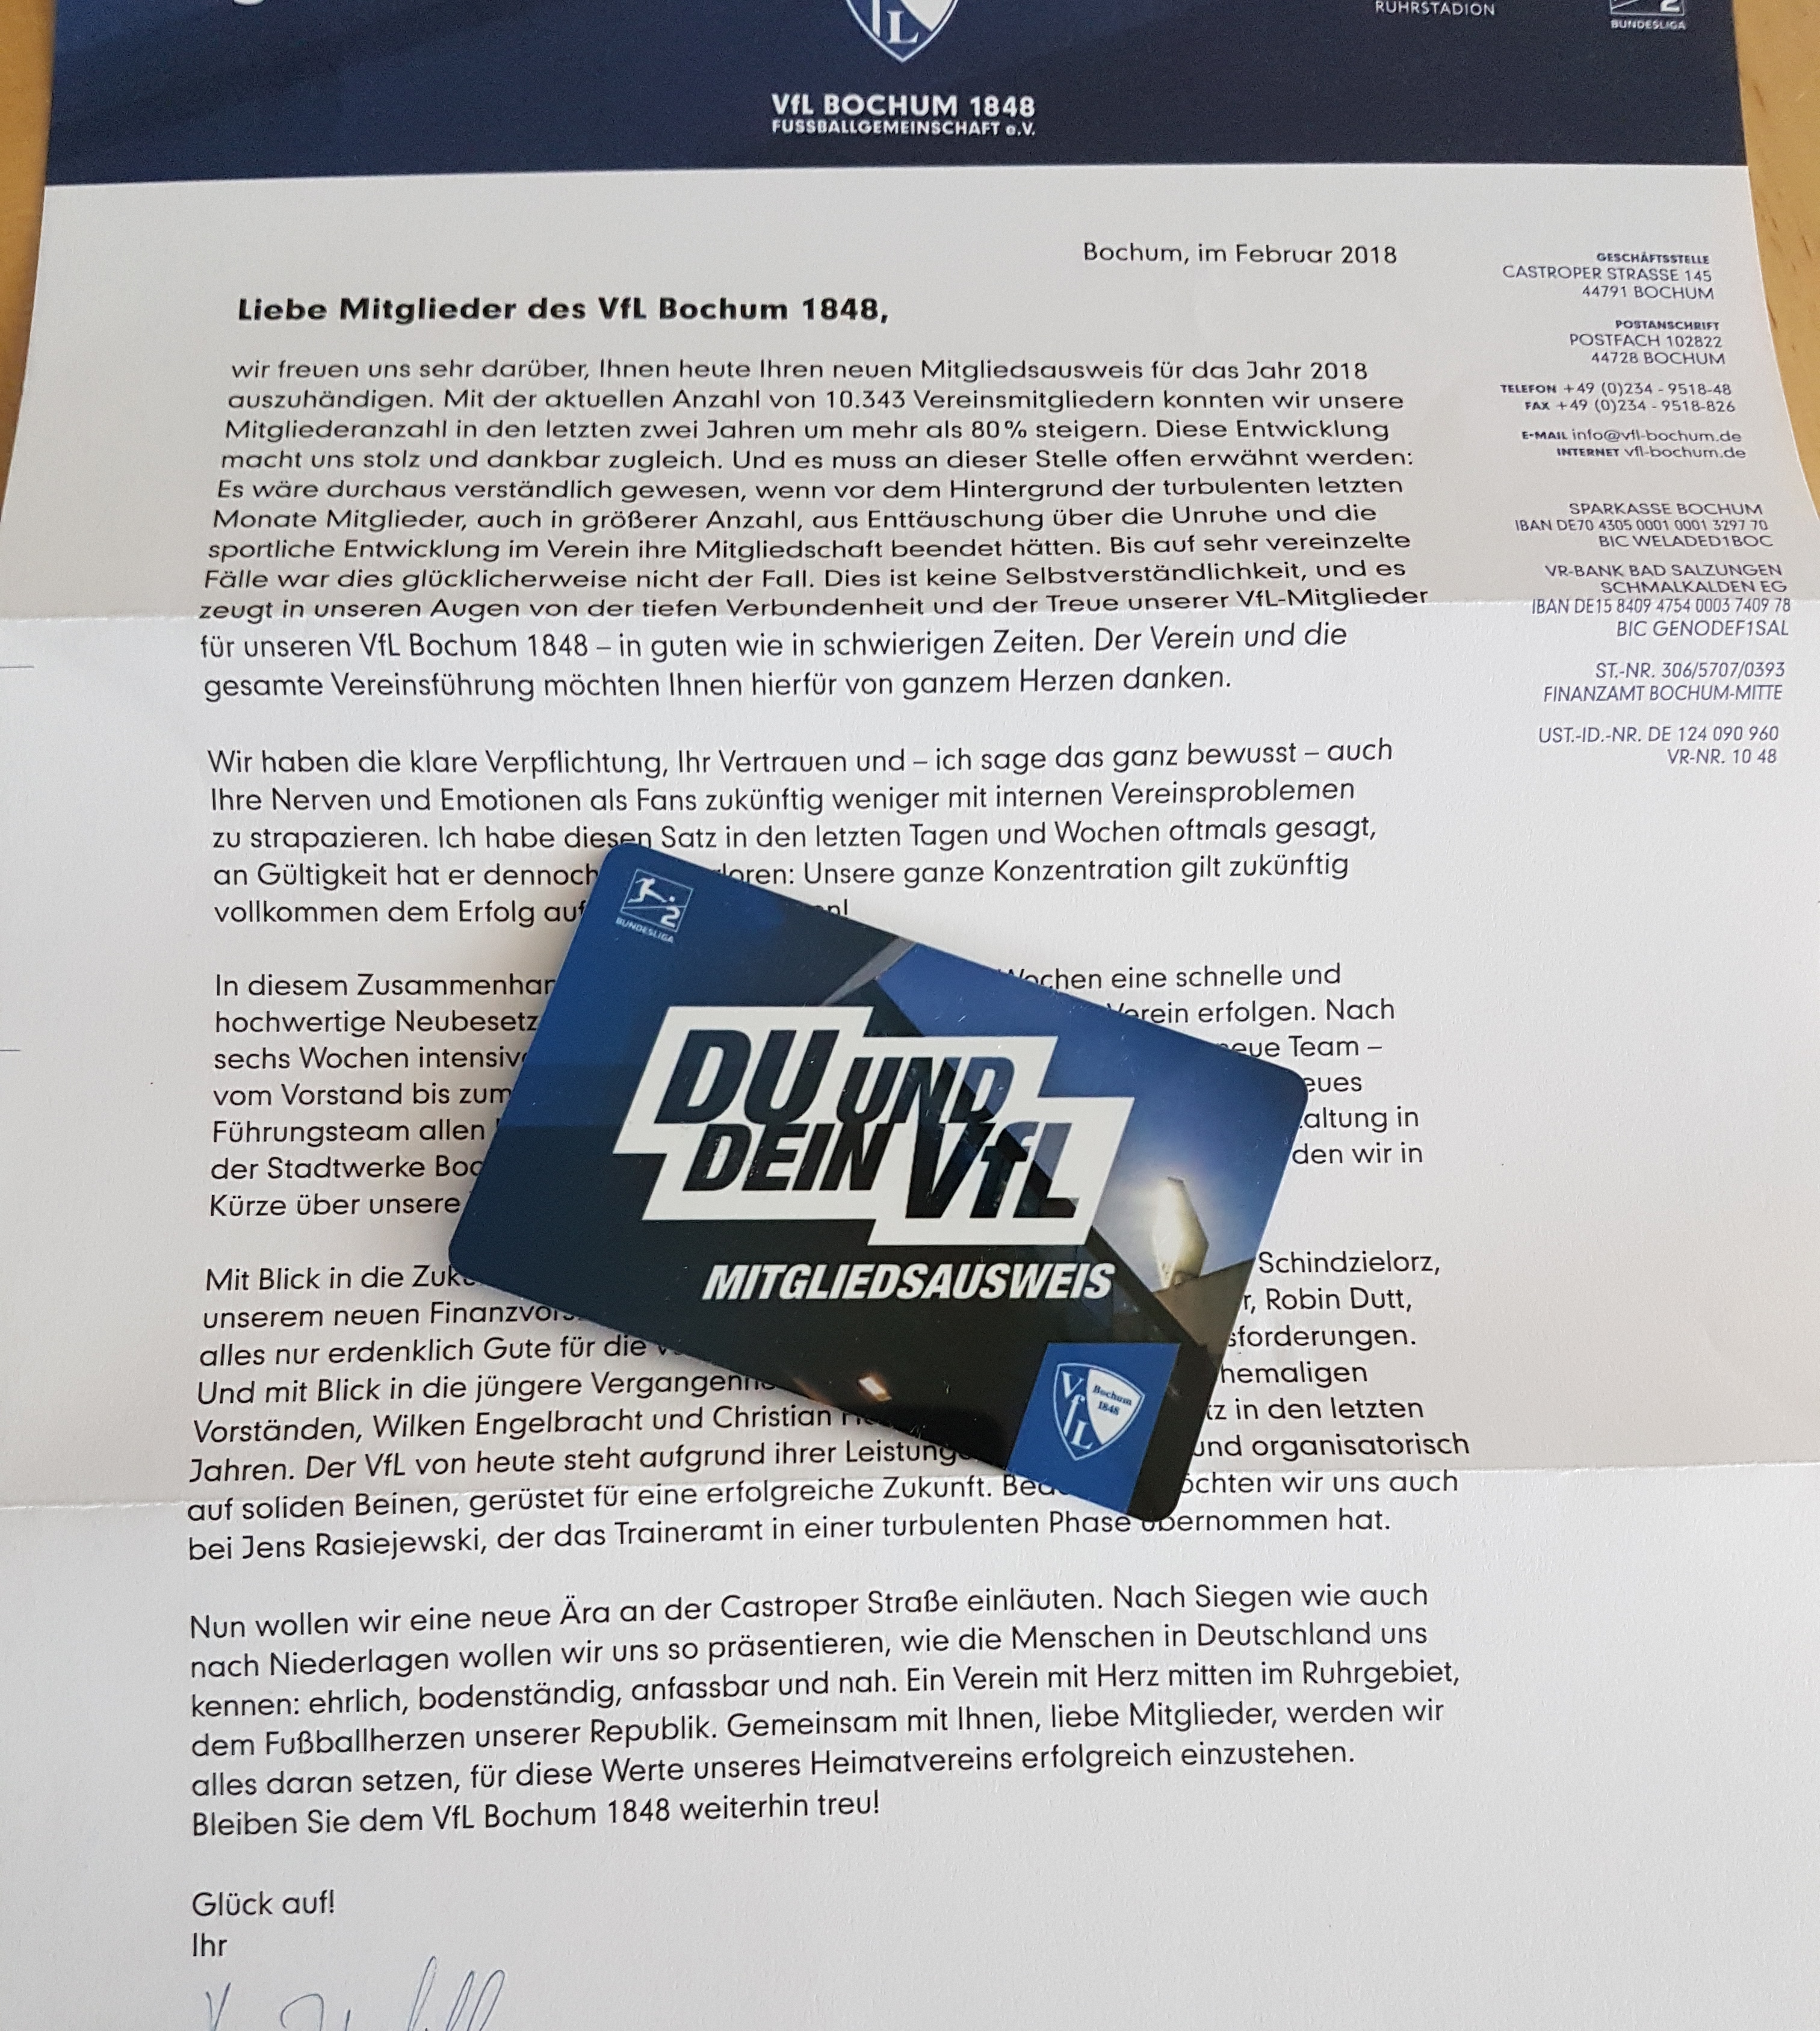 RUHRSTADION
BUNDESLIGA
VfL BOCHUM 1848
FUSSBALLGEMEINSCHAFT e.V.
Bochum, im Februar 2018
GESCHÄFTSSTELLE
CASTROPER STRASSE 145
44791 BOCHUM
POSTANSCHRIFT
POSTFACH 102822
44728 BOCHUM
TELEFON +49 (0)234 - 9518-48
FAX +49 (0)234 - 9518-826
E-MAIL info@vfl-bochum.de
INTERNET vfl-bochum.de
SPARKASSE BOCHUM
IBAN DE70 4305 0001 0001 3297 70
BIC WELADED1BOC
VR-BANK BAD SALZUNGEN
SCHMALKALDEN EG
IBAN DE15 8409 4754 0003 7409 78
BIC GENODEF1SAL
ST.-NR. 306/5707/0393
FINANZAMT BOCHUM-MITTE
UST.-ID.-NR. DE 124 090 960
VR-NR. 10 48
Liebe Mitglieder des VfL Bochum 1848,
wir freuen uns sehr darüber, Ihnen heute Ihren neuen Mitgliedsausweis für das Jahr 2018
auszuhändigen. Mit der aktuellen Anzahl von 10.343 Vereinsmitgliedern konnten wir unsere
Mitgliederanzahl in den letzten zwei Jahren um mehr als 80% steigern. Diese Entwicklung
macht uns stolz und dankbar zugleich. Und es muss an dieser Stelle offen erwähnt werden:
Es wäre durchaus verständlich gewesen, wenn vor dem Hintergrund der turbulenten letzten
Monate Mitglieder, auch in größerer Anzahl, aus Enttäuschung über die Unruhe und die
sportliche Entwicklung im Verein ihre Mitgliedschaft beendet hätten. Bis auf sehr vereinzelte
Fälle war dies glücklicherweise nicht der Fall. Dies ist keine Selbstverständlichkeit, und es
zeugt in unseren Augen von der tiefen Verbundenheit und der Treue unserer VfL-Mitglieder
für unseren VfL Bochum 1848 – in guten wie in schwierigen Zeiten. Der Verein und die
gesamte Vereinsführung möchten Ihnen hierfür von ganzem Herzen danken.
Wir haben die klare Verpflichtung, Ihr Vertrauen und – ich sage das ganz bewusst – auch
Ihre Nerven und Emotionen als Fans zukünftig weniger mit internen Vereinsproblemen
zu strapazieren. Ich habe diesen Satz in den letzten Tagen und Wochen oftmals gesagt,
an Gültigkeit hat er dennoch loren: Unsere ganze Konzentration gilt zukünftig
vollkommen dem Erfolg auf n!
In diesem Zusammenhan Wochen eine schnelle und
hochwertige Neubesetz Verein erfolgen. Nach
sechs Wochen intensiv neue Team –
vom Vorstand bis zum eues
Führungsteam allen altung in
der Stadtwerke Boc den wir in
Kürze über unsere
Mit Blick in die Zuk Schindzielorz,
unserem neuen Finanzvor r, Robin Dutt,
alles nur erdenklich Gute für die sforderungen.
Und mit Blick in die jüngere Vergangenh hemaligen
Vorständen, Wilken Engelbracht und Christian tz in den letzten
Jahren. Der VfL von heute steht aufgrund ihrer Leistung und organisatorisch
auf soliden Beinen, gerüstet für eine erfolgreiche Zukunft. Bed öchten wir uns auch
bei Jens Rasiejewski, der das Traineramt in einer turbulenten Phase übernommen hat.
Nun wollen wir eine neue Ära an der Castroper Straße einläuten. Nach Siegen wie auch
nach Niederlagen wollen wir uns so präsentieren, wie die Menschen in Deutschland uns
kennen: ehrlich, bodenständig, anfassbar und nah. Ein Verein mit Herz mitten im Ruhrgebiet,
dem Fußballherzen unserer Republik. Gemeinsam mit Ihnen, liebe Mitglieder, werden wir
alles daran setzen, für diese Werte unseres Heimatvereins erfolgreich einzustehen.
Bleiben Sie dem VfL Bochum 1848 weiterhin treu!
Glück auf!
Ihr
2
BUNDESLIGA
DU UND
DEIN VfL
MITGLIEDSAUSWEIS
VfL
Bochum
1848